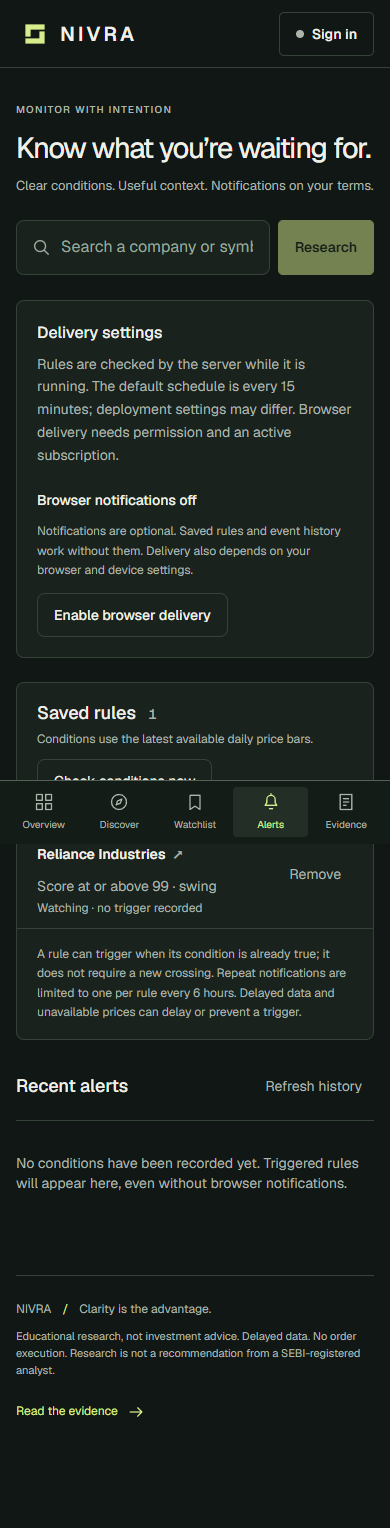 NIVRA
Sign in
MONITOR WITH INTENTION
Know what you're waiting for.
Clear conditions. Useful context. Notifications on your terms.
Search a company or symb
Research
Delivery settings
Rules are checked by the server while it is
running. The default schedule is every 15
minutes; deployment settings may differ. Browser
delivery needs permission and an active
subscription.
Browser notifications off
Notifications are optional. Saved rules and event history
work without them. Delivery also depends on your
browser and device settings.
Enable browser delivery
Saved rules 1
Conditions use the latest available daily price bars.
Check conditions now
Overview
Discover
Watchlist
Alerts
Evidence
Reliance Industries ↗
Score at or above 99 · swing
Remove
Watching · no trigger recorded
A rule can trigger when its condition is already true; it
does not require a new crossing. Repeat notifications are
limited to one per rule every 6 hours. Delayed data and
unavailable prices can delay or prevent a trigger.
Recent alerts
Refresh history
No conditions have been recorded yet. Triggered rules
will appear here, even without browser notifications.
NIVRA / Clarity is the advantage.
Educational research, not investment advice. Delayed data. No order
execution. Research is not a recommendation from a SEBI-registered
analyst.
Read the evidence →